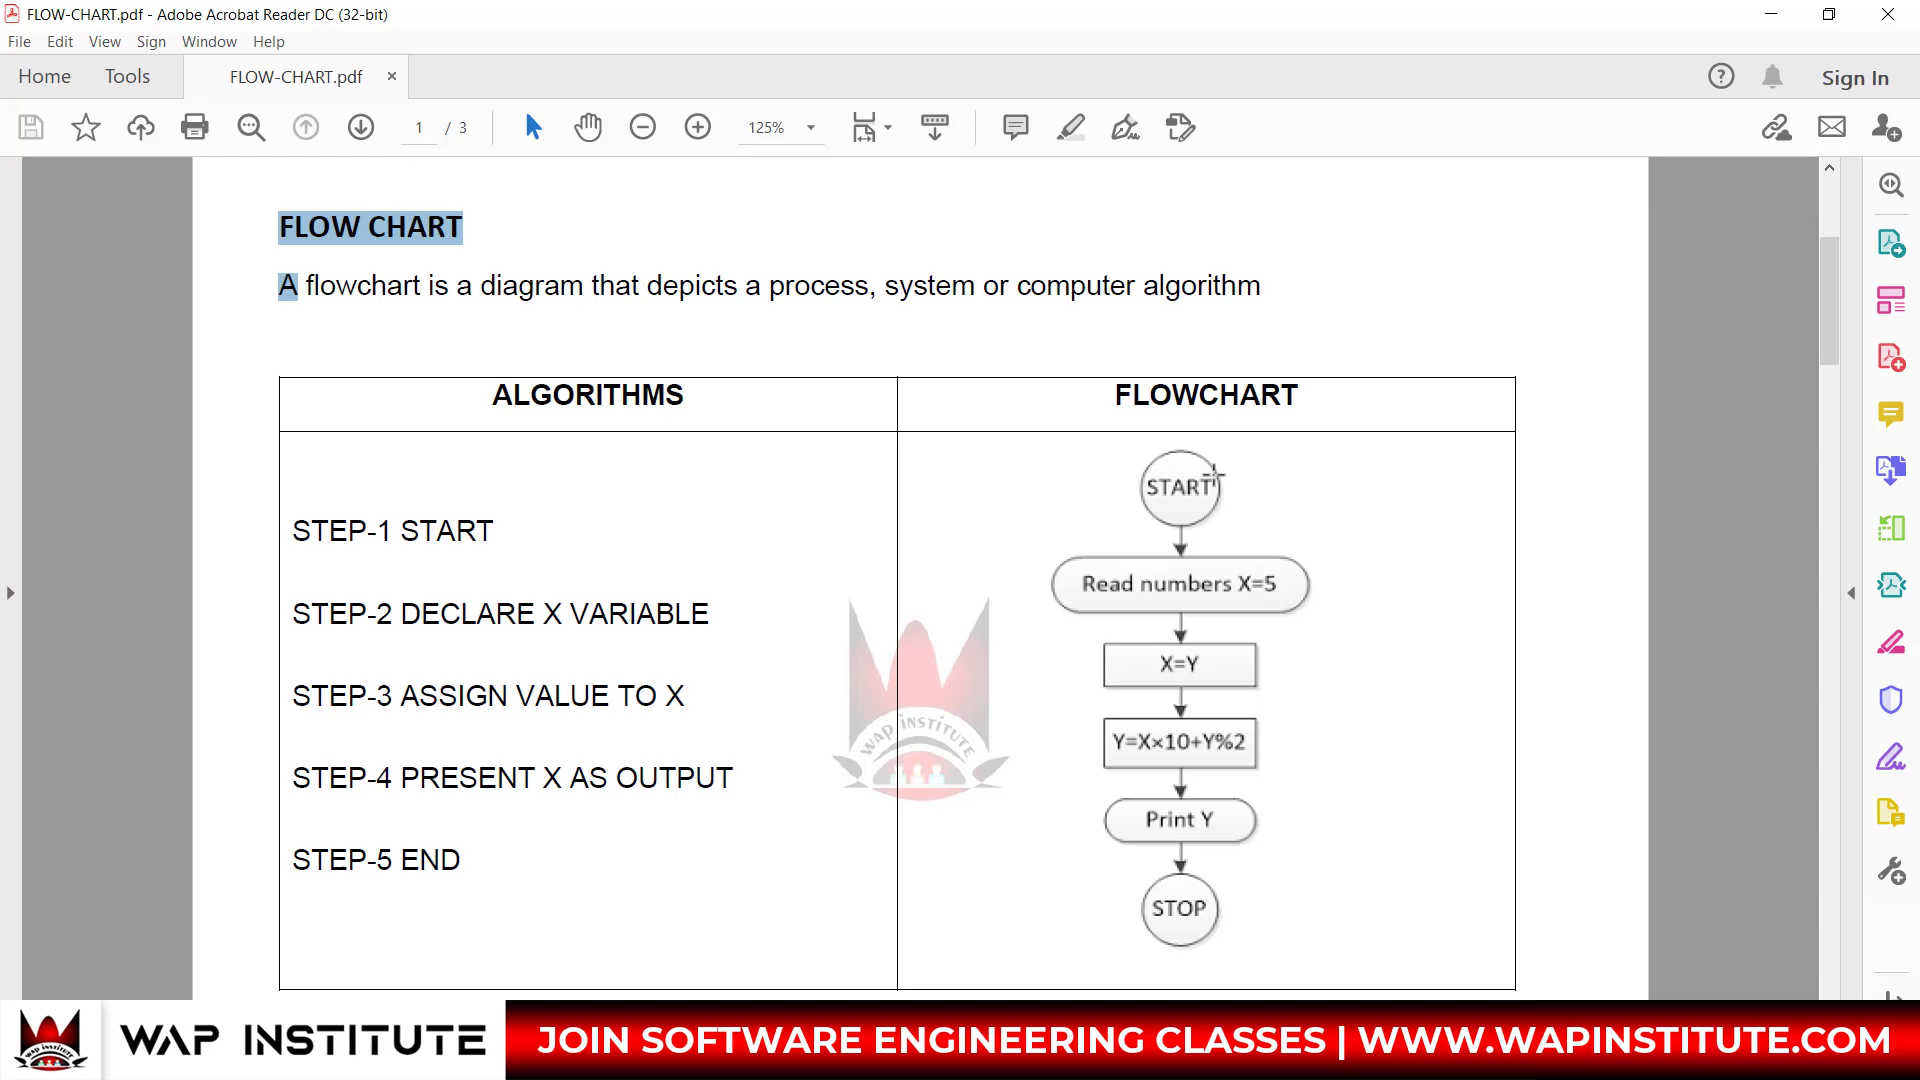 FLOW-CHART.pdf - Adobe Acrobat Reader DC (32-bit)
File Edit View Sign Window Help
Home Tools FLOW-CHART.pdf × Sign In
1 / 3 125%
FLOW CHART
A flowchart is a diagram that depicts a process, system or computer algorithm
ALGORITHMS
STEP-1 START
STEP-2 DECLARE X VARIABLE
STEP-3 ASSIGN VALUE TO X
STEP-4 PRESENT X AS OUTPUT
STEP-5 END
FLOWCHART
START
Read numbers X=5
X=Y
Y=X×10+Y%2
Print Y
STOP
WAP INSTITUTE
WAP INSTITUTE
JOIN SOFTWARE ENGINEERING CLASSES | WWW.WAPINSTITUTE.COM